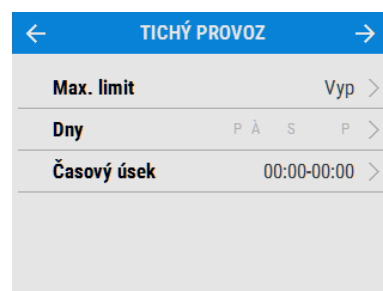 TICHÝ PROVOZ
Max. limit Vyp
Dny P À S P
Časový úsek 00:00-00:00